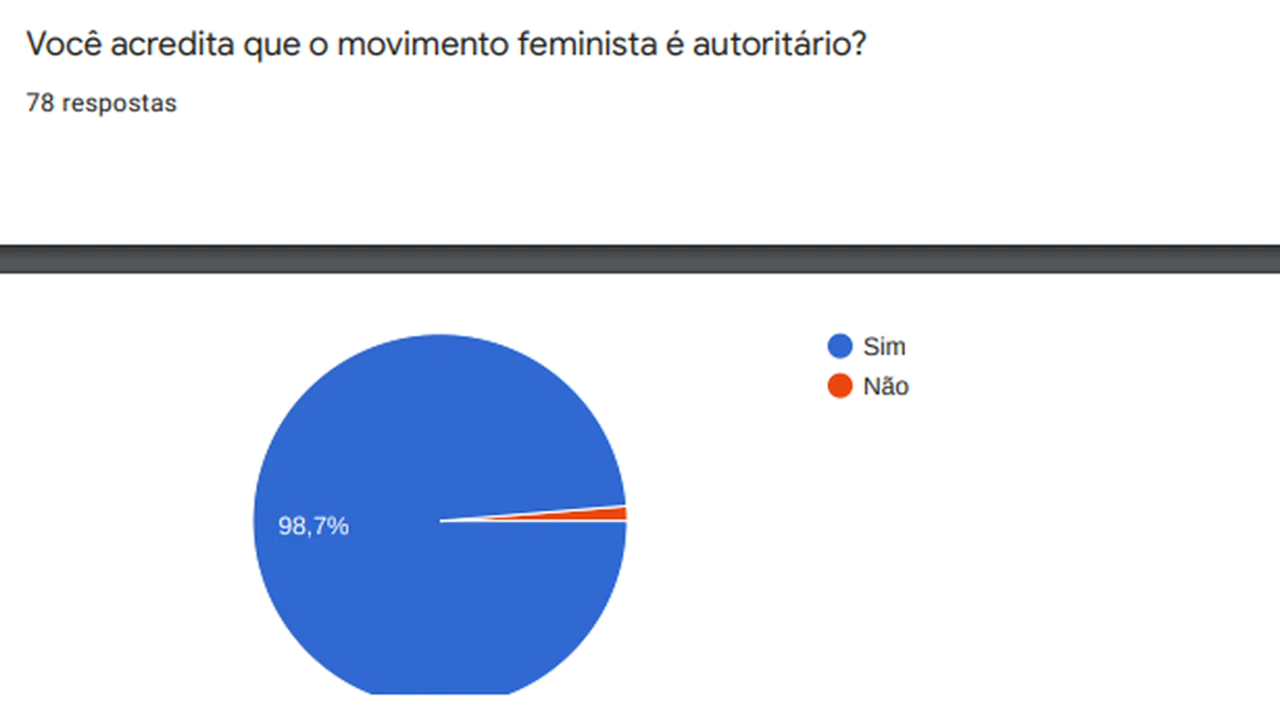 Você acredita que o movimento feminista é autoritário?
78 respostas
Sim
Não
98,7%